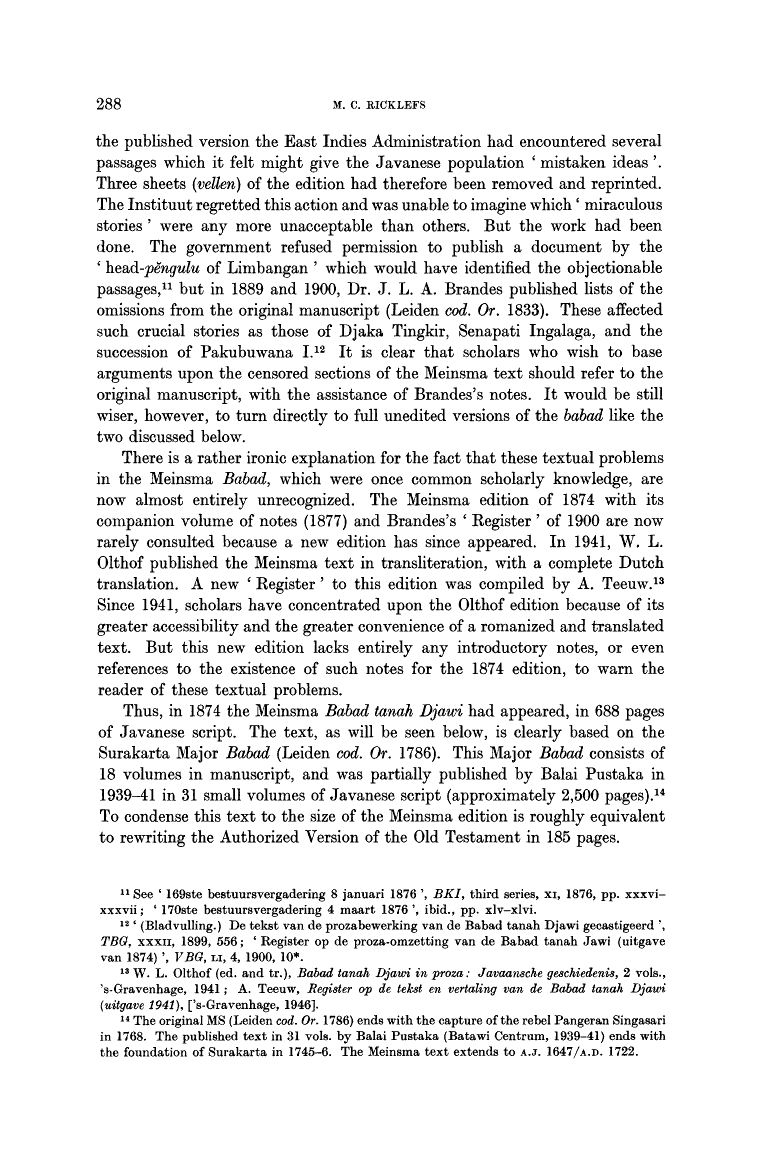 288 M. C. RICKLEFS
the published version the East Indies Administration had encountered several
passages which it felt might give the Javanese population ‘ mistaken ideas ’.
Three sheets (vellen) of the edition had therefore been removed and reprinted.
The Instituut regretted this action and was unable to imagine which ‘ miraculous
stories ’ were any more unacceptable than others. But the work had been
done. The government refused permission to publish a document by the
‘ head-pĕngulu of Limbangan ’ which would have identified the objectionable
passages,¹¹ but in 1889 and 1900, Dr. J. L. A. Brandes published lists of the
omissions from the original manuscript (Leiden cod. Or. 1833). These affected
such crucial stories as those of Djaka Tingkir, Senapati Ingalaga, and the
succession of Pakubuwana I.¹² It is clear that scholars who wish to base
arguments upon the censored sections of the Meinsma text should refer to the
original manuscript, with the assistance of Brandes's notes. It would be still
wiser, however, to turn directly to full unedited versions of the babad like the
two discussed below.
There is a rather ironic explanation for the fact that these textual problems
in the Meinsma Babad, which were once common scholarly knowledge, are
now almost entirely unrecognized. The Meinsma edition of 1874 with its
companion volume of notes (1877) and Brandes's ‘ Register ’ of 1900 are now
rarely consulted because a new edition has since appeared. In 1941, W. L.
Olthof published the Meinsma text in transliteration, with a complete Dutch
translation. A new ‘ Register ’ to this edition was compiled by A. Teeuw.¹³
Since 1941, scholars have concentrated upon the Olthof edition because of its
greater accessibility and the greater convenience of a romanized and translated
text. But this new edition lacks entirely any introductory notes, or even
references to the existence of such notes for the 1874 edition, to warn the
reader of these textual problems.
Thus, in 1874 the Meinsma Babad tanah Djawi had appeared, in 688 pages
of Javanese script. The text, as will be seen below, is clearly based on the
Surakarta Major Babad (Leiden cod. Or. 1786). This Major Babad consists of
18 volumes in manuscript, and was partially published by Balai Pustaka in
1939–41 in 31 small volumes of Javanese script (approximately 2,500 pages).¹⁴
To condense this text to the size of the Meinsma edition is roughly equivalent
to rewriting the Authorized Version of the Old Testament in 185 pages.
¹¹ See ‘ 169ste bestuursvergadering 8 januari 1876 ’, BKI, third series, XI, 1876, pp. xxxvi–
xxxvii ; ‘ 170ste bestuursvergadering 4 maart 1876 ’, ibid., pp. xlv–xlvi.
¹² ‘ (Bladvulling.) De tekst van de prozabewerking van de Babad tanah Djawi gecastigeerd ’,
TBG, XXXII, 1899, 556 ; ‘ Register op de proza-omzetting van de Babad tanah Jawi (uitgave
van 1874) ’, VBG, LI, 4, 1900, 10*.
¹³ W. L. Olthof (ed. and tr.), Babad tanah Djawi in proza : Javaansche geschiedenis, 2 vols.,
's-Gravenhage, 1941 ; A. Teeuw, Register op de tekst en vertaling van de Babad tanah Djawi
(uitgave 1941), ['s-Gravenhage, 1946].
¹⁴ The original MS (Leiden cod. Or. 1786) ends with the capture of the rebel Pangeran Singasari
in 1768. The published text in 31 vols. by Balai Pustaka (Batawi Centrum, 1939–41) ends with
the foundation of Surakarta in 1745–6. The Meinsma text extends to A.J. 1647/A.D. 1722.